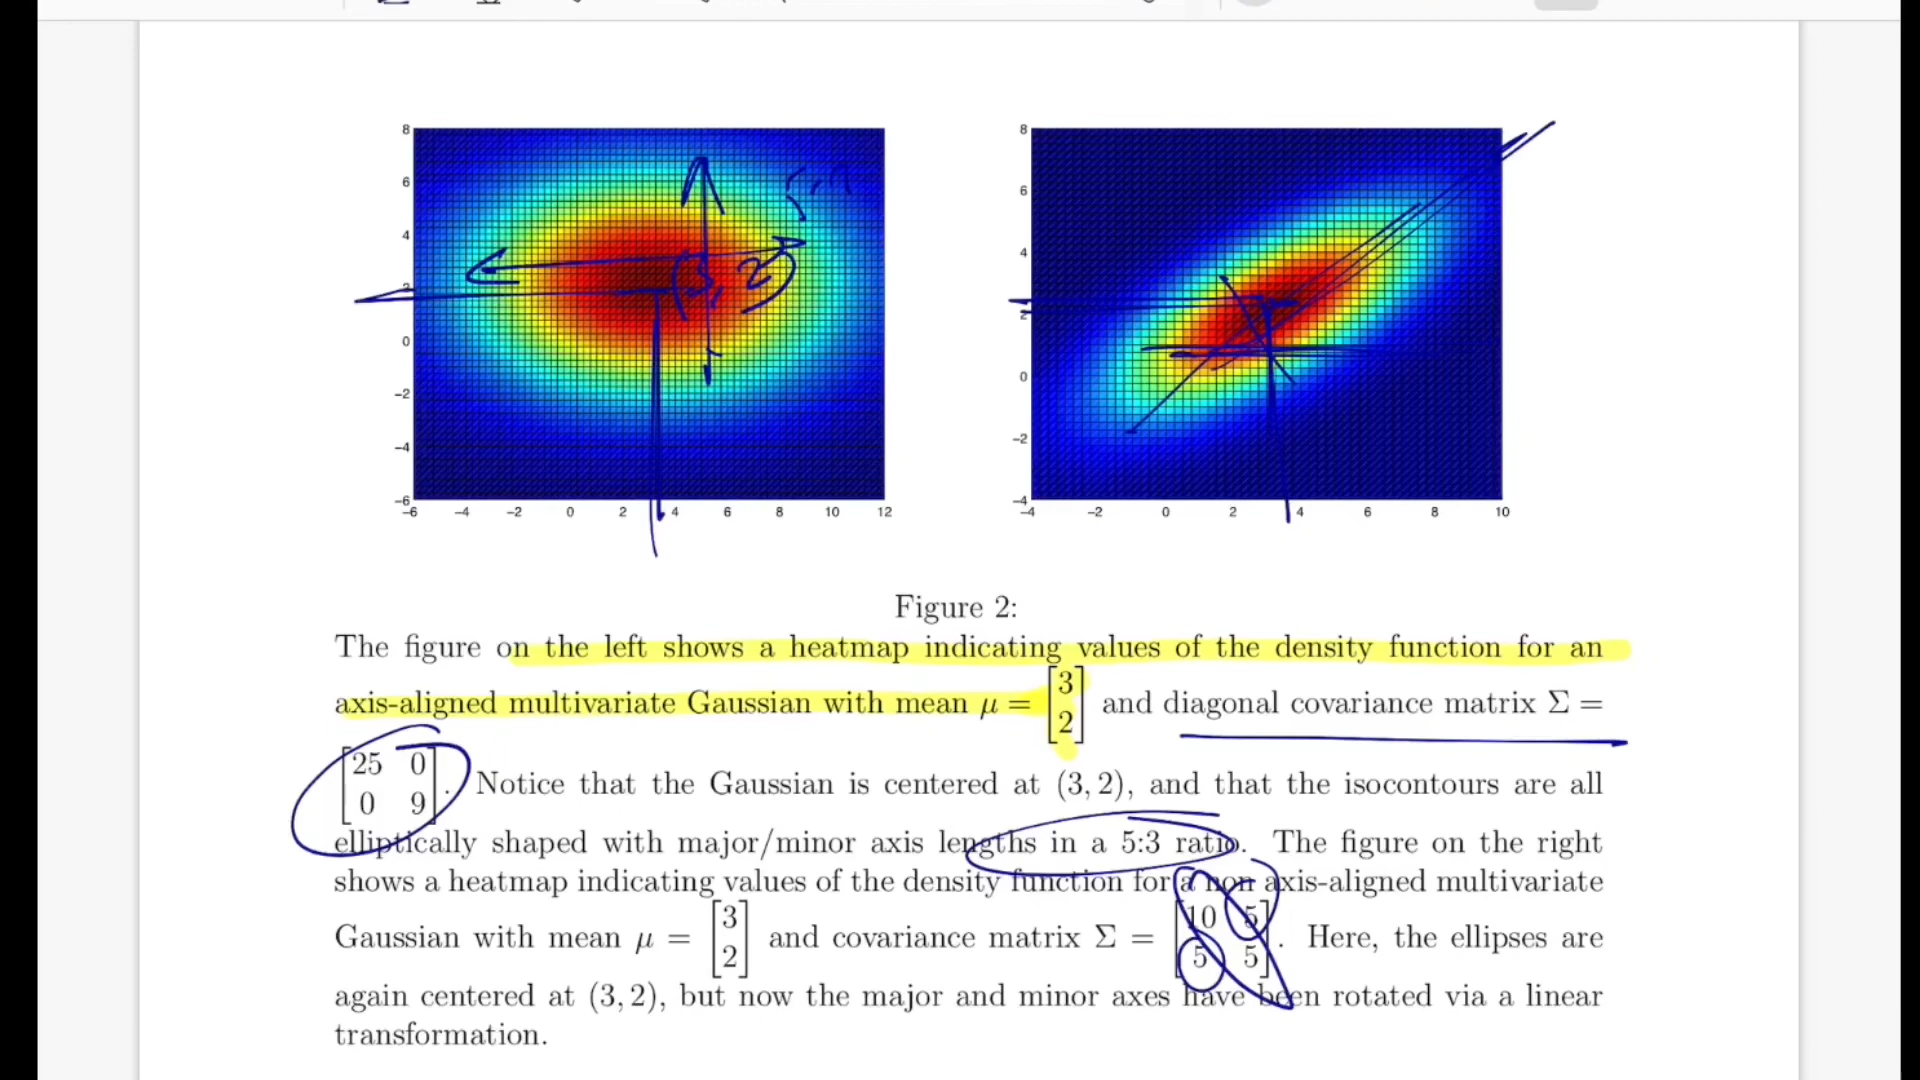 8
6
4
2
0
−2
−4
−6
−6 −4 −2 0 2 4 6 8 10 12
(3, 2)
8
6
4
2
0
−2
−4
−4 −2 0 2 4 6 8 10
Figure 2:
The figure on the left shows a heatmap indicating values of the density function for an
axis-aligned multivariate Gaussian with mean μ = [3 2] and diagonal covariance matrix Σ =
[25 0 0 9]. Notice that the Gaussian is centered at (3, 2), and that the isocontours are all
elliptically shaped with major/minor axis lengths in a 5:3 ratio. The figure on the right
shows a heatmap indicating values of the density function for a non axis-aligned multivariate
Gaussian with mean μ = [3 2] and covariance matrix Σ = [10 5 5 5]. Here, the ellipses are
again centered at (3, 2), but now the major and minor axes have been rotated via a linear
transformation.